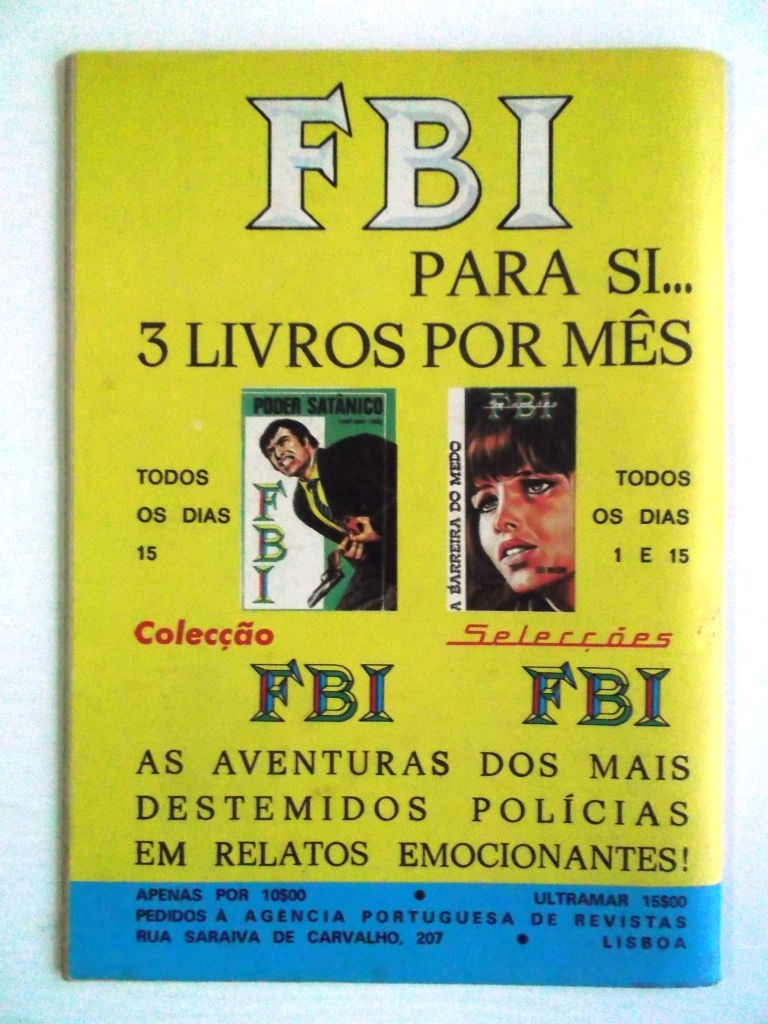 FBI
PARA SI...
3 LIVROS POR MÊS
TODOS
OS DIAS
15
PODER SATÂNICO
FBI
FBI
A BARREIRA DO MEDO
TODOS
OS DIAS
1 E 15
Colecção
FBI
Selecções
FBI
AS AVENTURAS DOS MAIS
DESTEMIDOS POLÍCIAS
EM RELATOS EMOCIONANTES!
APENAS POR 10$00 • ULTRAMAR 15$00
PEDIDOS À AGÊNCIA PORTUGUESA DE REVISTAS
RUA SARAIVA DE CARVALHO, 207 • LISBOA